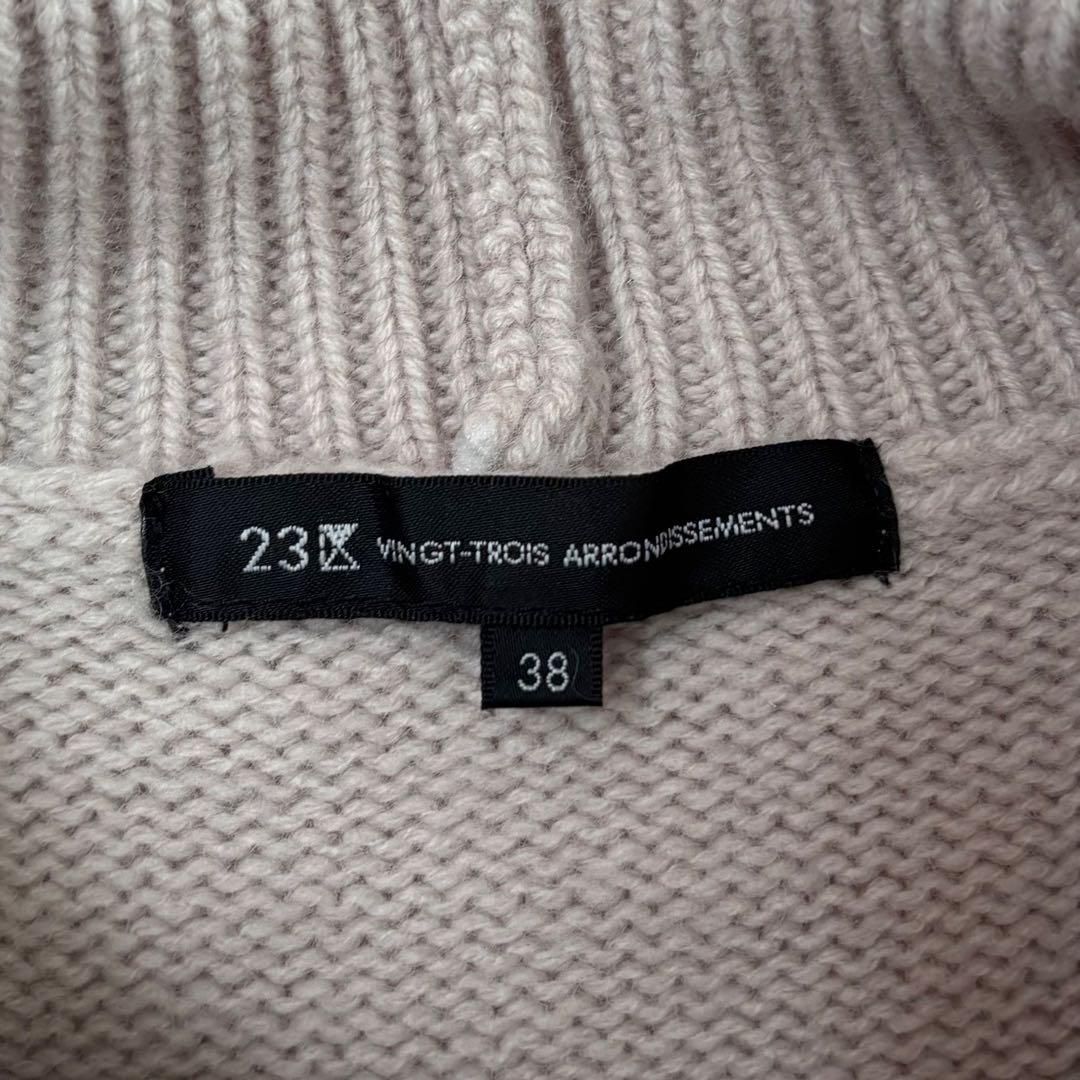 23区 VINGT-TROIS ARRONDISSEMENTS
38